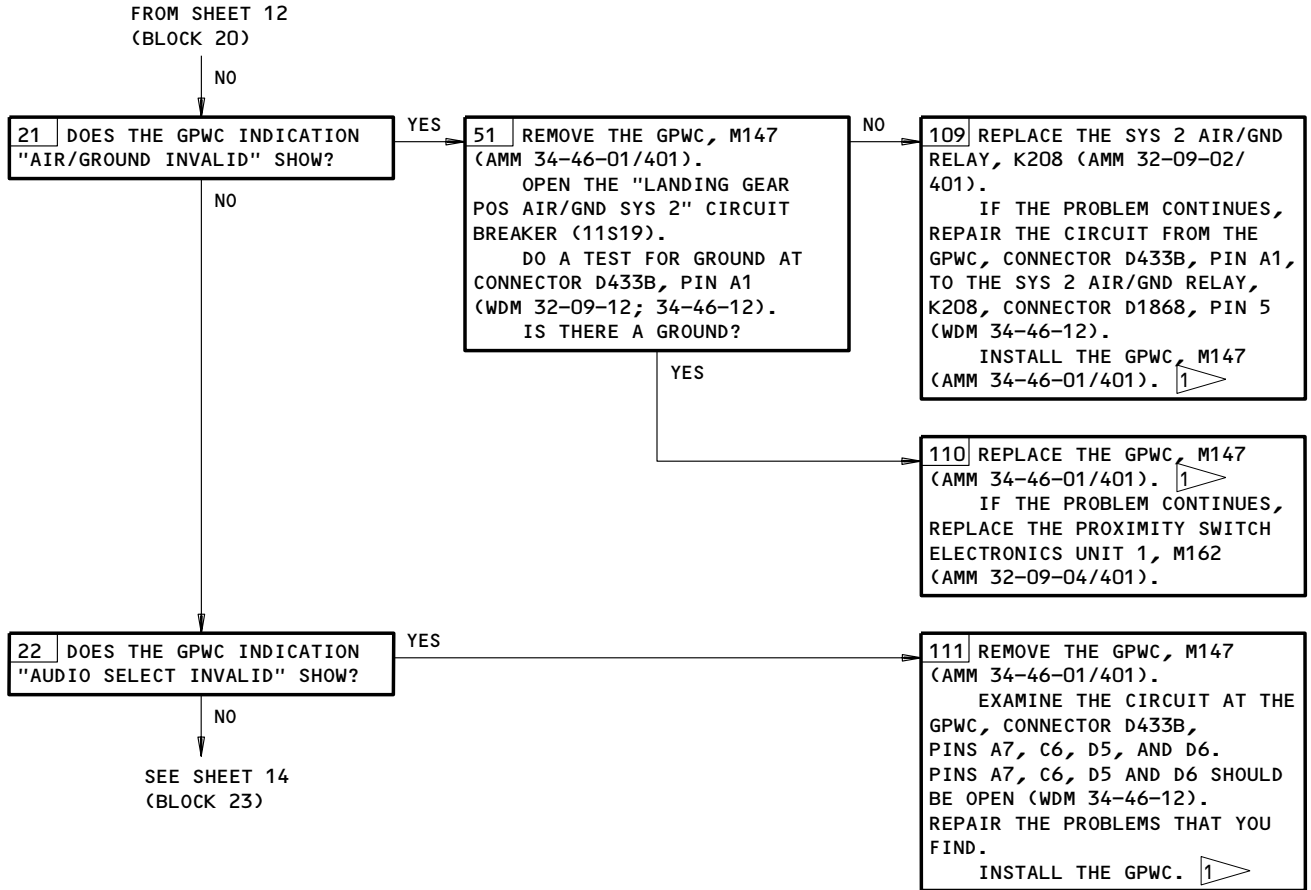 FROM SHEET 12
(BLOCK 20)
NO
21 DOES THE GPWC INDICATION
"AIR/GROUND INVALID" SHOW?
YES
NO
51 REMOVE THE GPWC, M147
(AMM 34-46-01/401).
OPEN THE "LANDING GEAR
POS AIR/GND SYS 2" CIRCUIT
BREAKER (11S19).
DO A TEST FOR GROUND AT
CONNECTOR D433B, PIN A1
(WDM 32-09-12; 34-46-12).
IS THERE A GROUND?
NO
YES
109 REPLACE THE SYS 2 AIR/GND
RELAY, K208 (AMM 32-09-02/
401).
IF THE PROBLEM CONTINUES,
REPAIR THE CIRCUIT FROM THE
GPWC, CONNECTOR D433B, PIN A1,
TO THE SYS 2 AIR/GND RELAY,
K208, CONNECTOR D1868, PIN 5
(WDM 34-46-12).
INSTALL THE GPWC, M147
(AMM 34-46-01/401). 1
110 REPLACE THE GPWC, M147
(AMM 34-46-01/401). 1
IF THE PROBLEM CONTINUES,
REPLACE THE PROXIMITY SWITCH
ELECTRONICS UNIT 1, M162
(AMM 32-09-04/401).
22 DOES THE GPWC INDICATION
"AUDIO SELECT INVALID" SHOW?
YES
NO
SEE SHEET 14
(BLOCK 23)
111 REMOVE THE GPWC, M147
(AMM 34-46-01/401).
EXAMINE THE CIRCUIT AT THE
GPWC, CONNECTOR D433B,
PINS A7, C6, D5, AND D6.
PINS A7, C6, D5 AND D6 SHOULD
BE OPEN (WDM 34-46-12).
REPAIR THE PROBLEMS THAT YOU
FIND.
INSTALL THE GPWC. 1